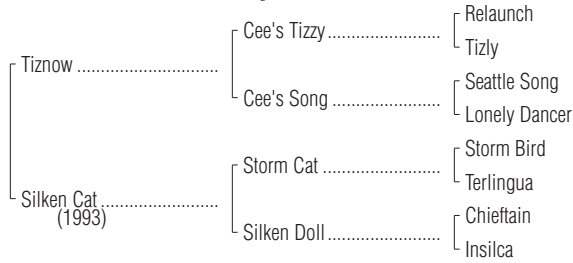 Relaunch
Cee's Tizzy
Tizly
Tiznow
Seattle Song
Cee's Song
Lonely Dancer
Storm Bird
Storm Cat
Terlingua
Silken Cat
(1993)
Chieftain
Silken Doll
Insilca